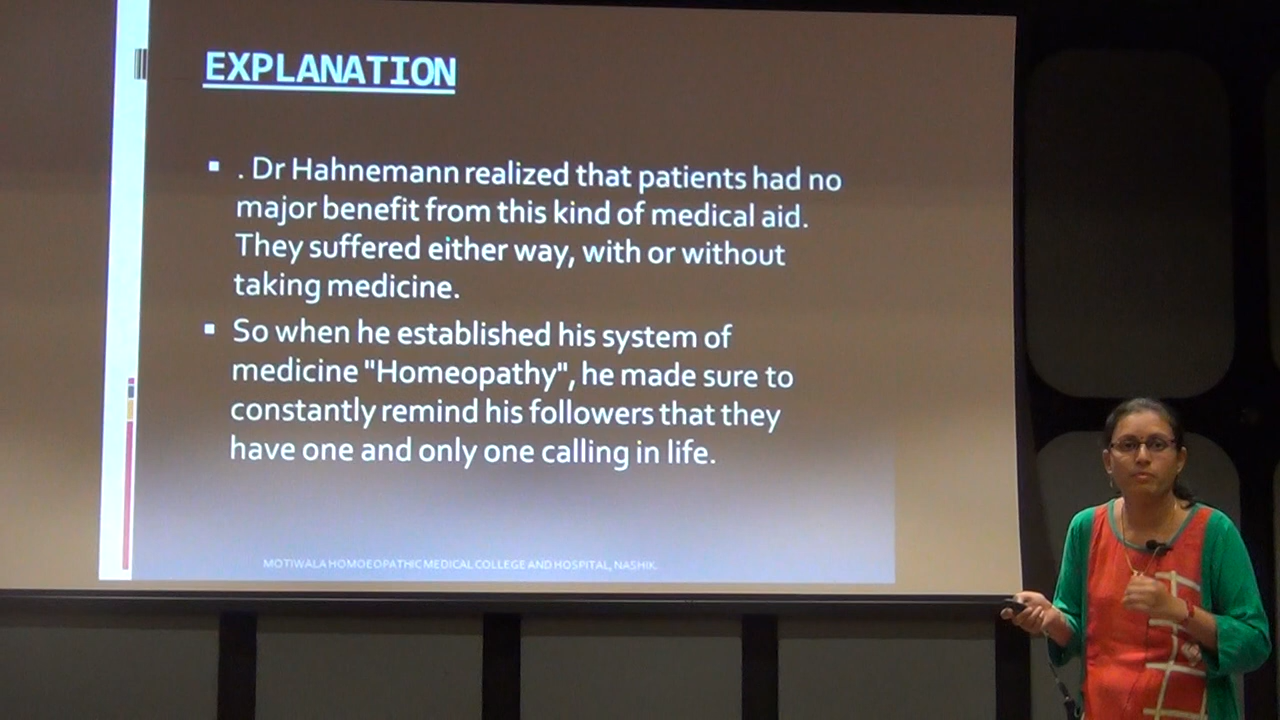 EXPLANATION
. Dr Hahnemann realized that patients had no
major benefit from this kind of medical aid.
They suffered either way, with or without
taking medicine.
So when he established his system of
medicine "Homeopathy", he made sure to
constantly remind his followers that they
have one and only one calling in life.
MOTIWALA HOMOEOPATHIC MEDICAL COLLEGE AND HOSPITAL, NASHIK.